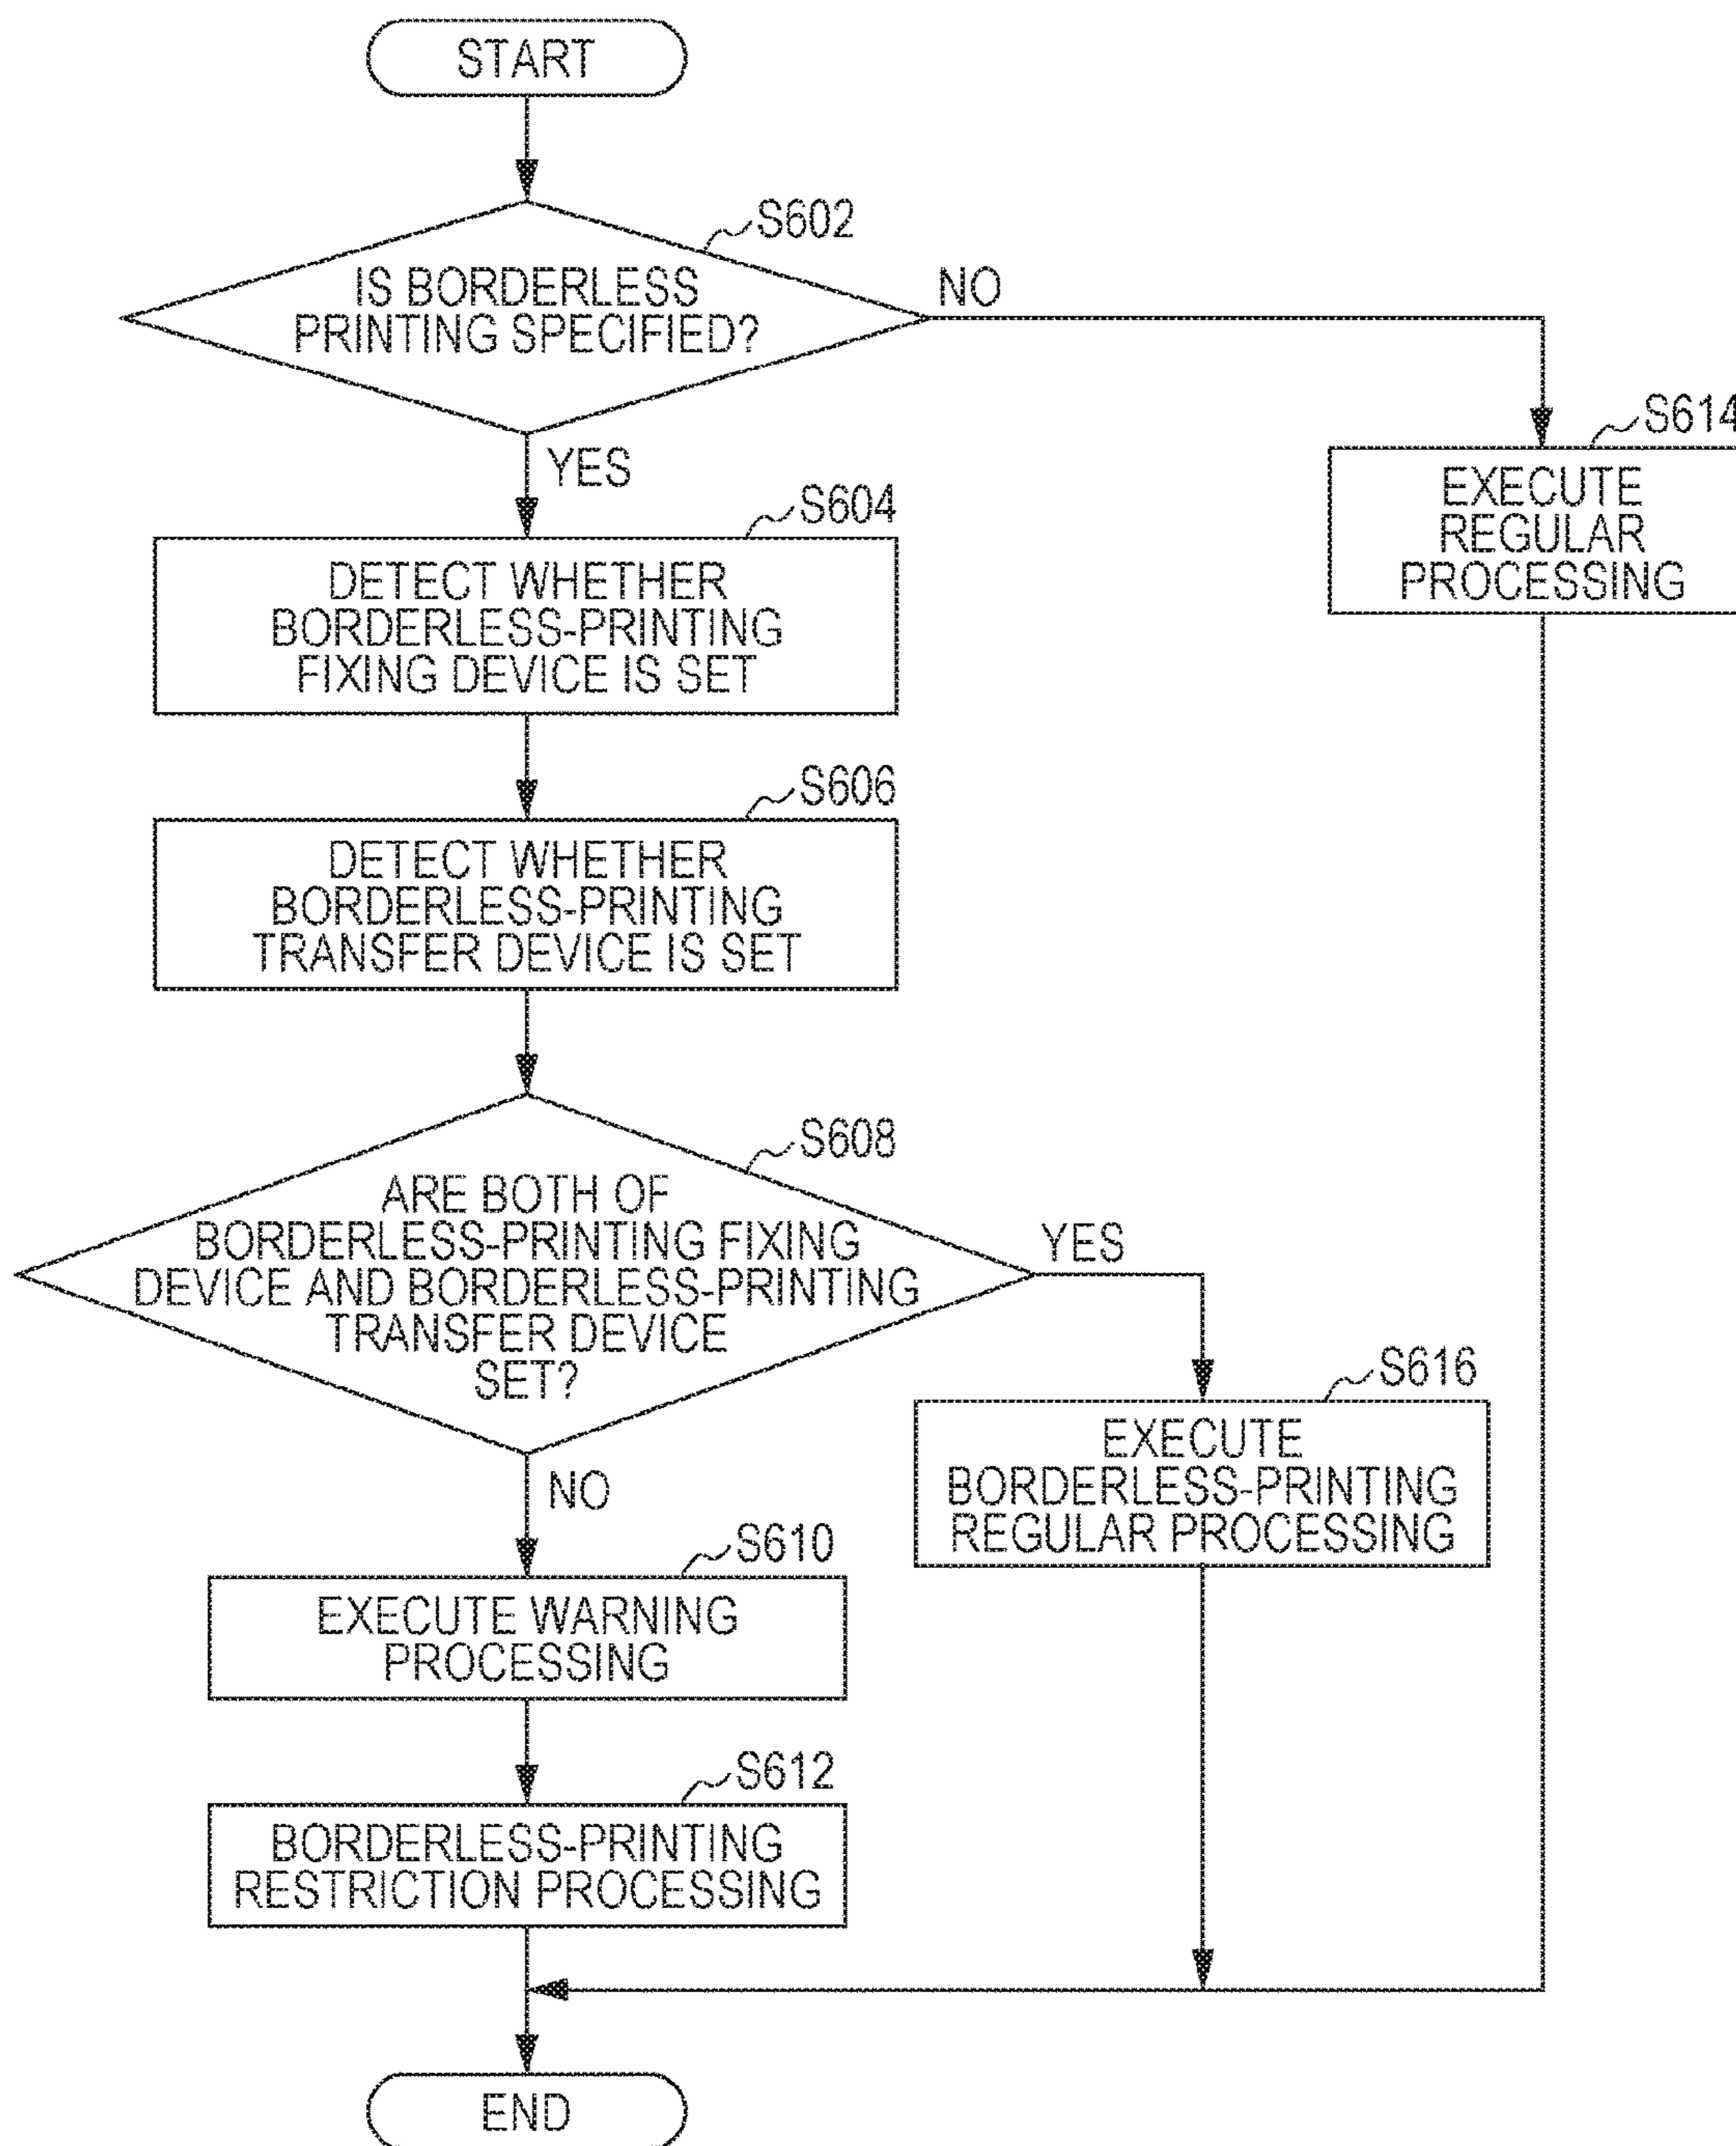 START
S602
IS BORDERLESS
PRINTING SPECIFIED?
NO
YES
S614
EXECUTE
REGULAR
PROCESSING
S604
DETECT WHETHER
BORDERLESS-PRINTING
FIXING DEVICE IS SET
S606
DETECT WHETHER
BORDERLESS-PRINTING
TRANSFER DEVICE IS SET
S608
ARE BOTH OF
BORDERLESS-PRINTING FIXING
DEVICE AND BORDERLESS-PRINTING
TRANSFER DEVICE
SET?
YES
NO
S616
EXECUTE
BORDERLESS-PRINTING
REGULAR PROCESSING
S610
EXECUTE WARNING
PROCESSING
S612
BORDERLESS-PRINTING
RESTRICTION PROCESSING
END